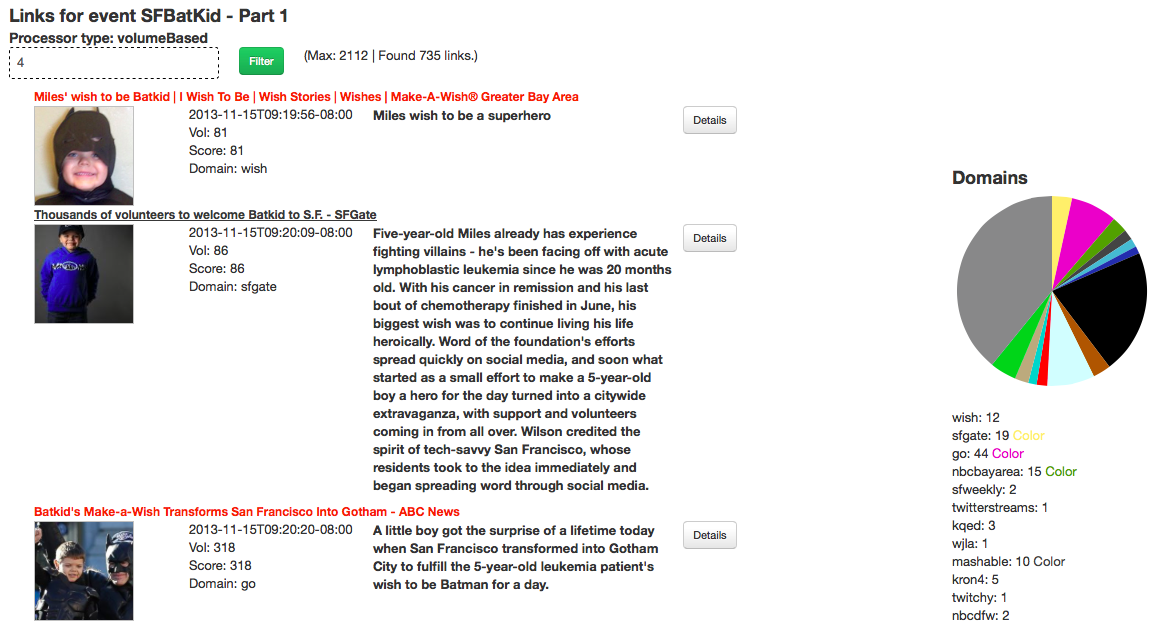 Links for event SFBatKid - Part 1
Processor type: volumeBased
4
Filter
(Max: 2112 | Found 735 links.)
Miles' wish to be Batkid | I Wish To Be | Wish Stories | Wishes | Make-A-Wish® Greater Bay Area
2013-11-15T09:19:56-08:00
Vol: 81
Score: 81
Domain: wish
Miles wish to be a superhero
Details
Thousands of volunteers to welcome Batkid to S.F. - SFGate
2013-11-15T09:20:09-08:00
Vol: 86
Score: 86
Domain: sfgate
Five-year-old Miles already has experience
fighting villains - he's been facing off with acute
lymphoblastic leukemia since he was 20 months
old. With his cancer in remission and his last
bout of chemotherapy finished in June, his
biggest wish was to continue living his life
heroically. Word of the foundation's efforts
spread quickly on social media, and soon what
started as a small effort to make a 5-year-old
boy a hero for the day turned into a citywide
extravaganza, with support and volunteers
coming in from all over. Wilson credited the
spirit of tech-savvy San Francisco, whose
residents took to the idea immediately and
began spreading word through social media.
Details
Batkid's Make-a-Wish Transforms San Francisco Into Gotham - ABC News
2013-11-15T09:20:20-08:00
Vol: 318
Score: 318
Domain: go
A little boy got the surprise of a lifetime today
when San Francisco transformed into Gotham
City to fulfill the 5-year-old leukemia patient's
wish to be Batman for a day.
Details
Domains
wish: 12
sfgate: 19 Color
go: 44 Color
nbcbayarea: 15 Color
sfweekly: 2
twitterstreams: 1
kqed: 3
wjla: 1
mashable: 10 Color
kron4: 5
twitchy: 1
nbcdfw: 2